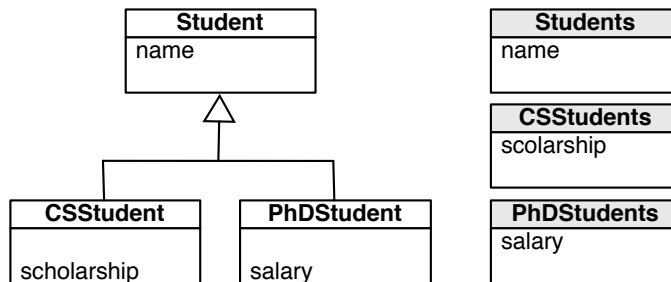 Student
name
CSStudent
scholarship
PhDStudent
salary
Students
name
CSStudents
scolarship
PhDStudents
salary